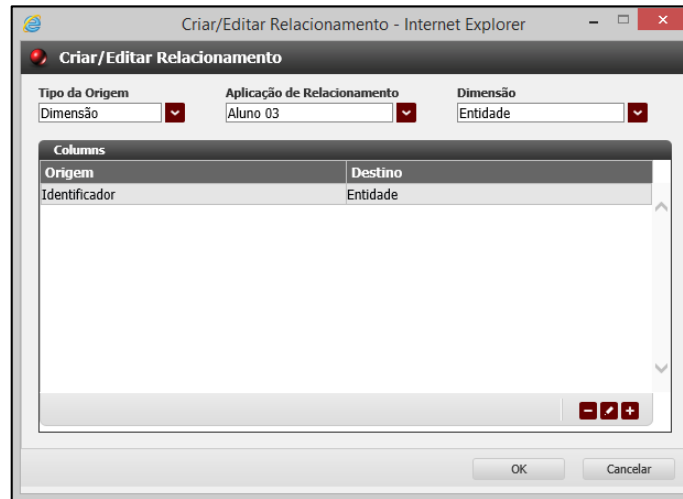 Criar/Editar Relacionamento - Internet Explorer
Criar/Editar Relacionamento
Tipo da Origem Aplicação de Relacionamento Dimensão
Dimensão Aluno 03 Entidade
Columns
Origem Destino
Identificador Entidade
OK Cancelar